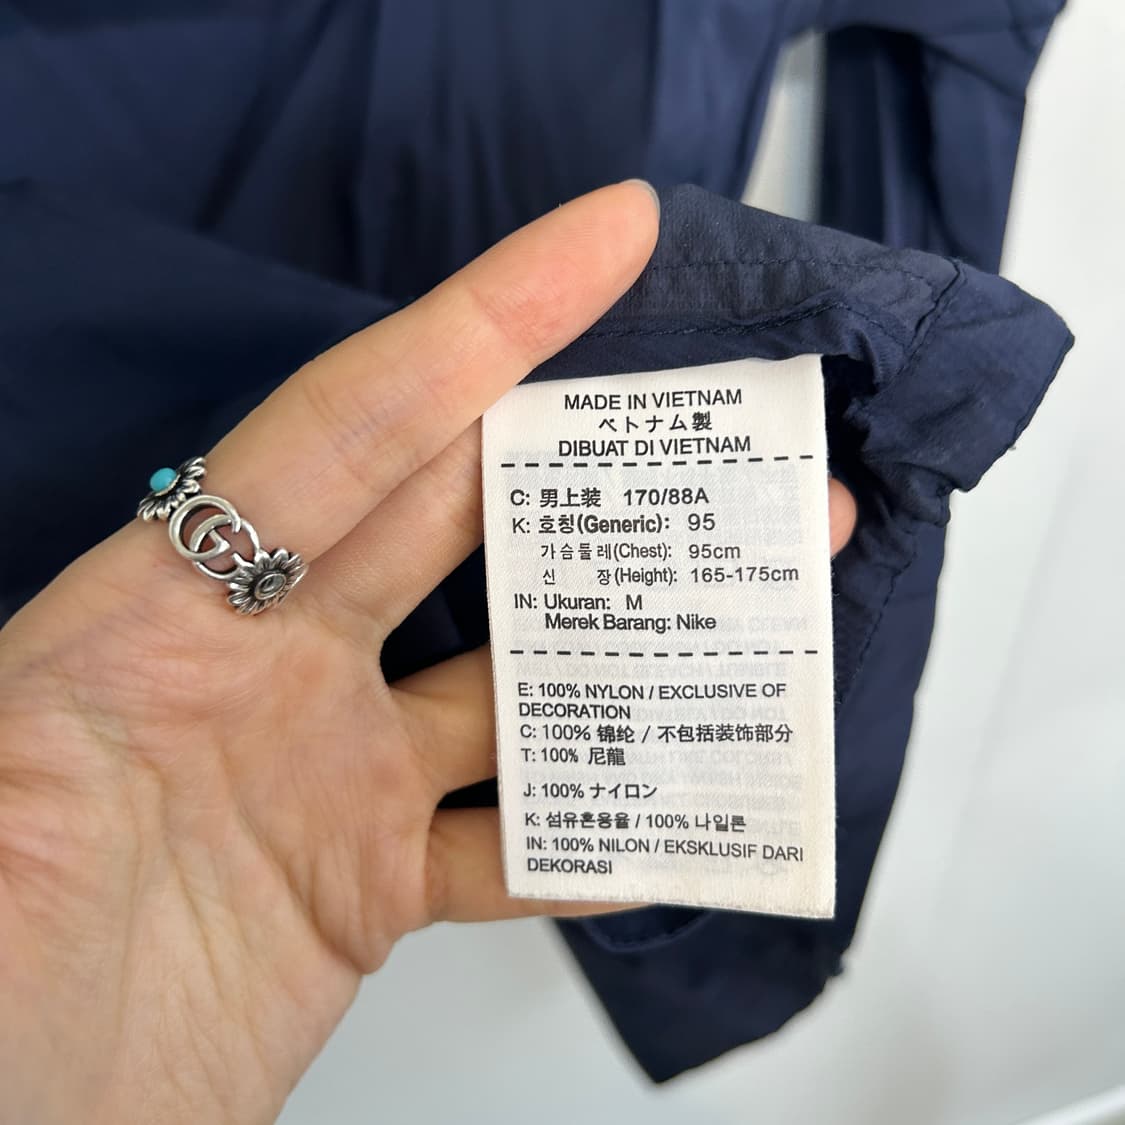 MADE IN VIETNAM
ベトナム製
DIBUAT DI VIETNAM
C: 男上装 170/88A
K: 호칭(Generic): 95
가슴둘레(Chest): 95cm
신 장(Height): 165-175cm
IN: Ukuran: M
Merek Barang: Nike
E: 100% NYLON / EXCLUSIVE OF
DECORATION
C: 100% 锦纶 / 不包括装饰部分
T: 100% 尼龍
J: 100% ナイロン
K: 섬유혼용율 / 100% 나일론
IN: 100% NILON / EKSKLUSIF DARI
DEKORASI